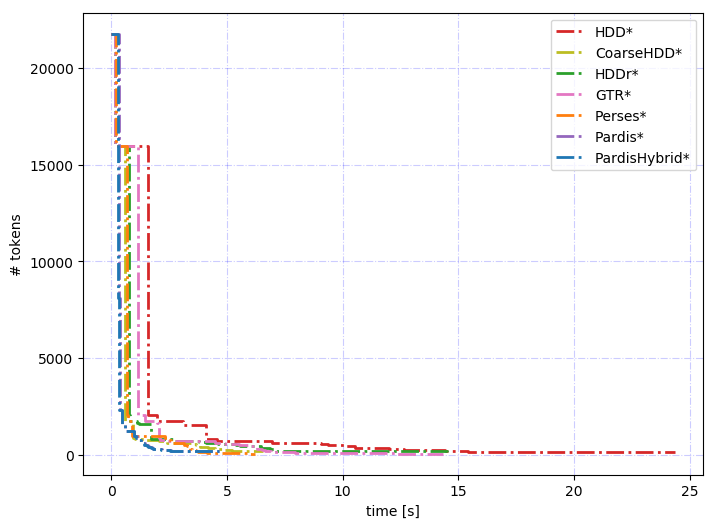 HDD*
CoarseHDD*
HDDr*
GTR*
Perses*
Pardis*
PardisHybrid*
20000
15000
10000
5000
0
# tokens
0 5 10 15 20 25
time [s]